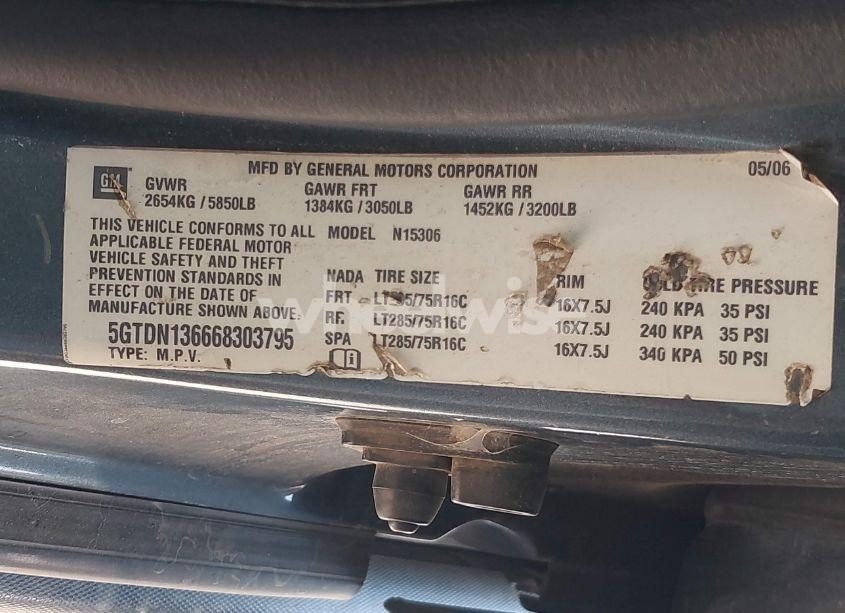 GM
MFD BY GENERAL MOTORS CORPORATION 05/06
GVWR GAWR FRT GAWR RR
2654KG / 5850LB 1384KG / 3050LB 1452KG / 3200LB
THIS VEHICLE CONFORMS TO ALL
APPLICABLE FEDERAL MOTOR
VEHICLE SAFETY AND THEFT
PREVENTION STANDARDS IN
EFFECT ON THE DATE OF
MANUFACTURE SHOWN ABOVE:
5GTDN136668303795
TYPE: M.P.V.
MODEL N15306
NADA TIRE SIZE RIM PRESSURE
FRT 16X7.5J 240 KPA 35 PSI
RE LT285/75R16C 16X7.5J 240 KPA 35 PSI
SPA LT285/75R16C 16X7.5J 340 KPA 50 PSI